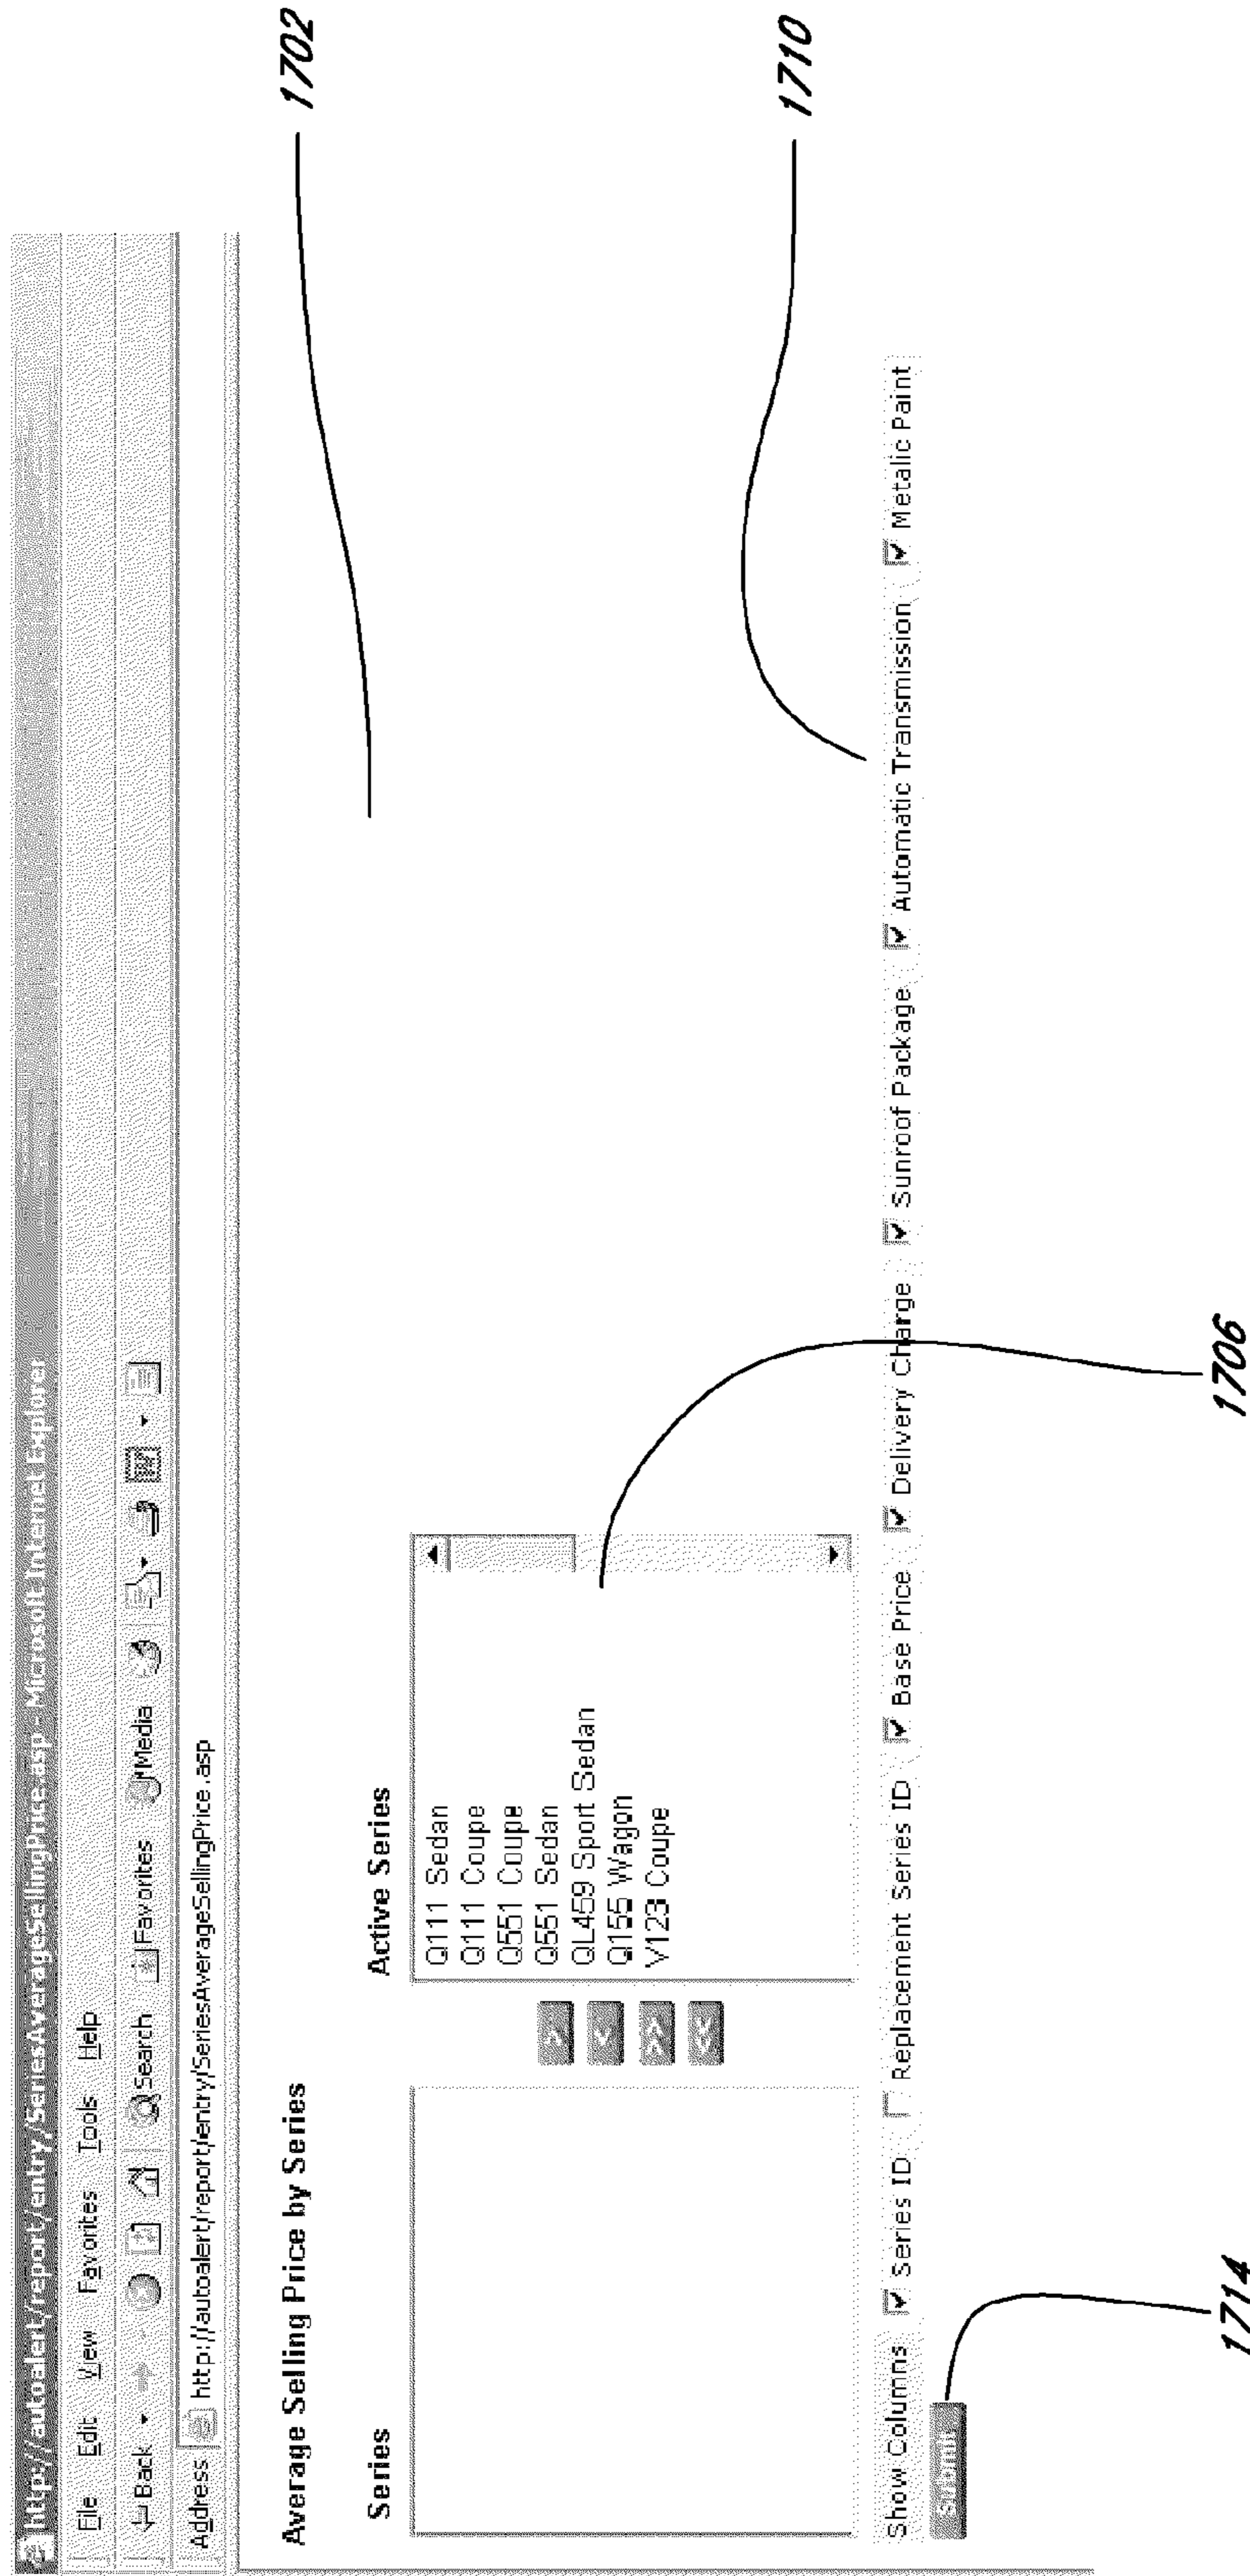 http://autoalert/report/entry/SeriesAverageSellingPrice.asp - Microsoft Internet Explorer
File Edit View Favorites Tools Help
Back Search Favorites Media
Address http://autoalert/report/entry/SeriesAverageSellingPrice.asp
1702
Average Selling Price by Series
Series
Active Series
Q111 Sedan
Q111 Coupe
Q551 Coupe
Q551 Sedan
QL459 Sport Sedan
Q155 Wagon
V123 Coupe
>
<
>>
<<
1710
Show Columns Series ID Replacement Series ID Base Price Delivery Charge Sunroof Package Automatic Transmission Metalic Paint
Submit
1714
1706